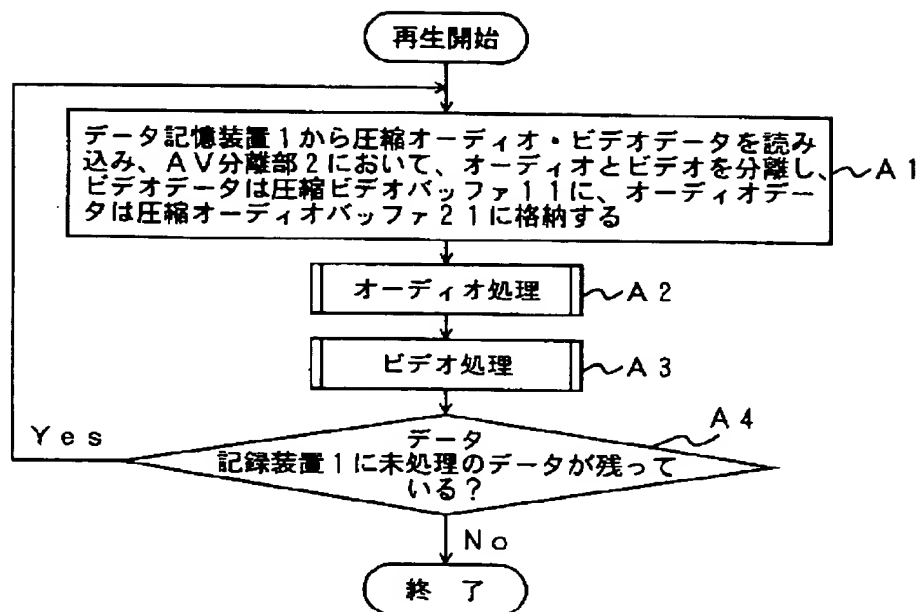 再生開始
データ記憶装置1から圧縮オーディオ・ビデオデータを読み
込み、AV分離部2において、オーディオとビデオを分離し、
ビデオデータは圧縮ビデオバッファ11に、オーディオデー
タは圧縮オーディオバッファ21に格納する
A1
オーディオ処理
A2
ビデオ処理
A3
A4
Yes
データ
記録装置1に未処理のデータが残って
いる?
No
終 了